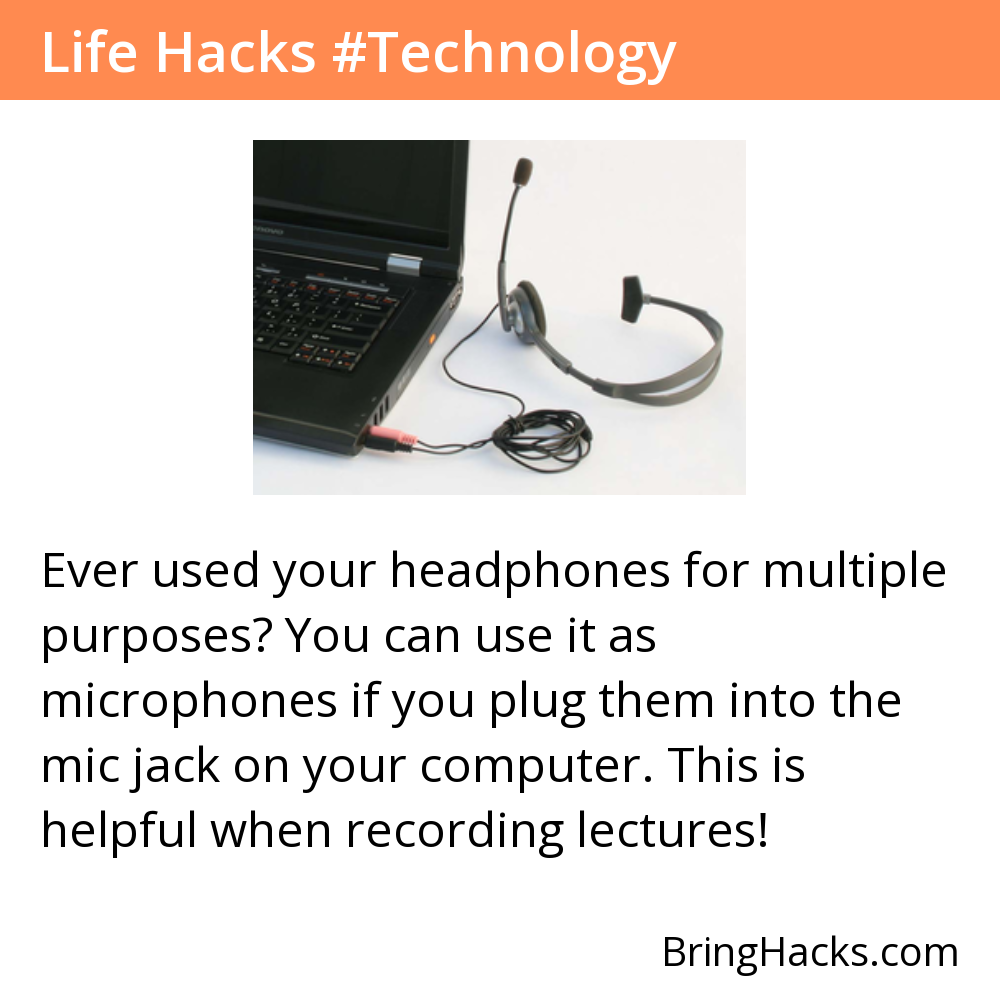 Life Hacks #Technology
Ever used your headphones for multiple
purposes? You can use it as
microphones if you plug them into the
mic jack on your computer. This is
helpful when recording lectures!
BringHacks.com